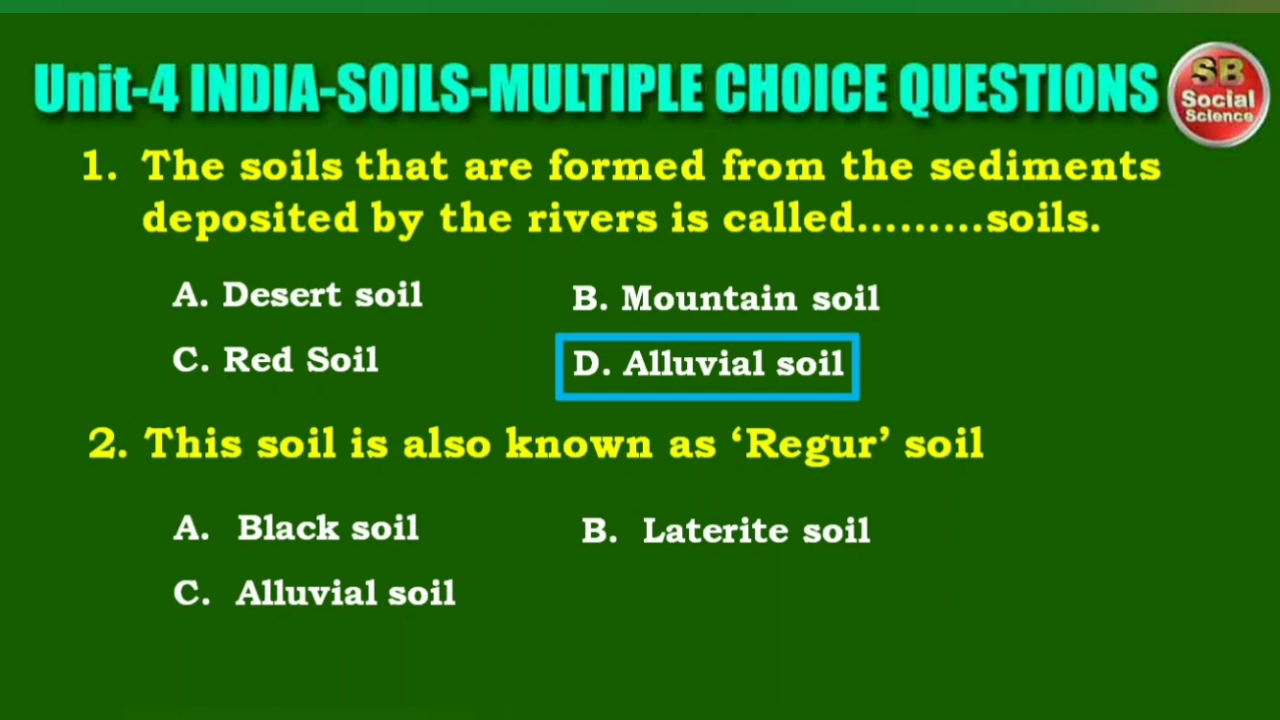 Unit-4 INDIA-SOILS-MULTIPLE CHOICE QUESTIONS
SB
Social
Science
1. The soils that are formed from the sediments
deposited by the rivers is called.........soils.
A. Desert soil B. Mountain soil
C. Red Soil D. Alluvial soil
2. This soil is also known as ‘Regur’ soil
A. Black soil B. Laterite soil
C. Alluvial soil